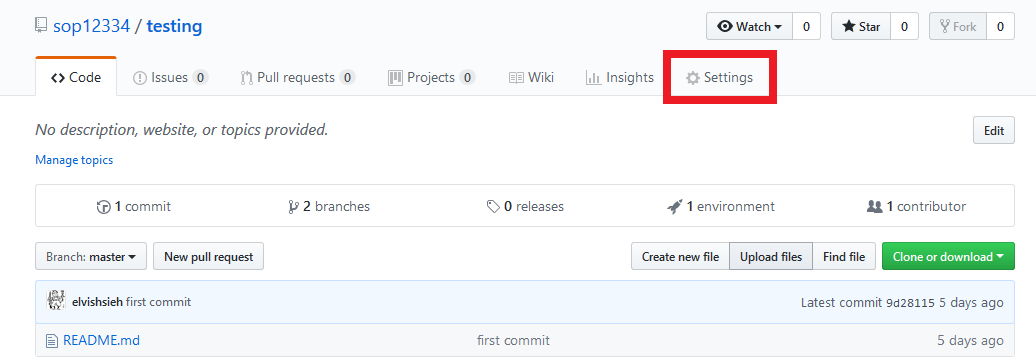 sop12334 / testing Watch 0 Star 0 Fork 0
Code Issues 0 Pull requests 0 Projects 0 Wiki Insights Settings
No description, website, or topics provided. Edit
Manage topics
1 commit 2 branches 0 releases 1 environment 1 contributor
Branch: master New pull request Create new file Upload files Find file Clone or download
elvishsieh first commit Latest commit 9d28115 5 days ago
README.md first commit 5 days ago